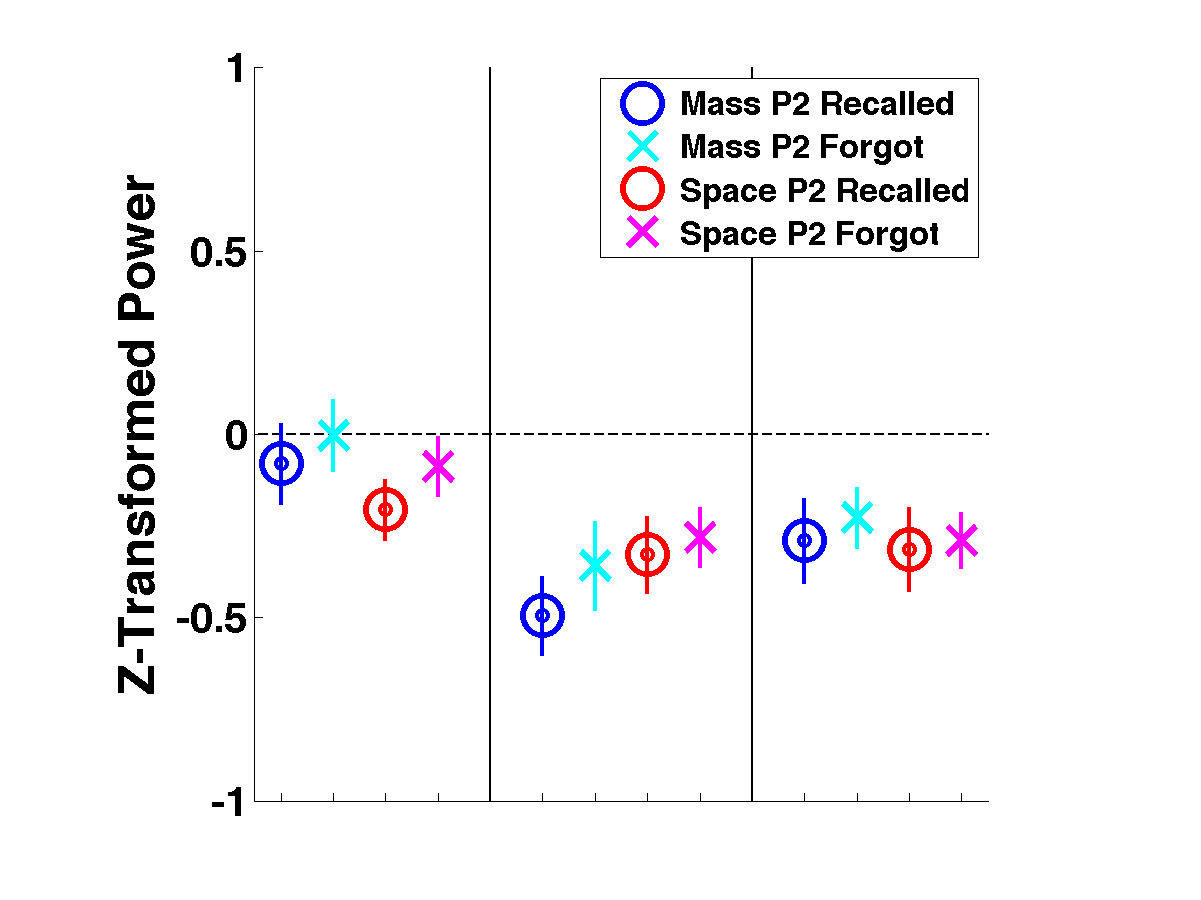 Z-Transformed Power
1
0.5
0
-0.5
-1
Mass P2 Recalled
Mass P2 Forgot
Space P2 Recalled
Space P2 Forgot